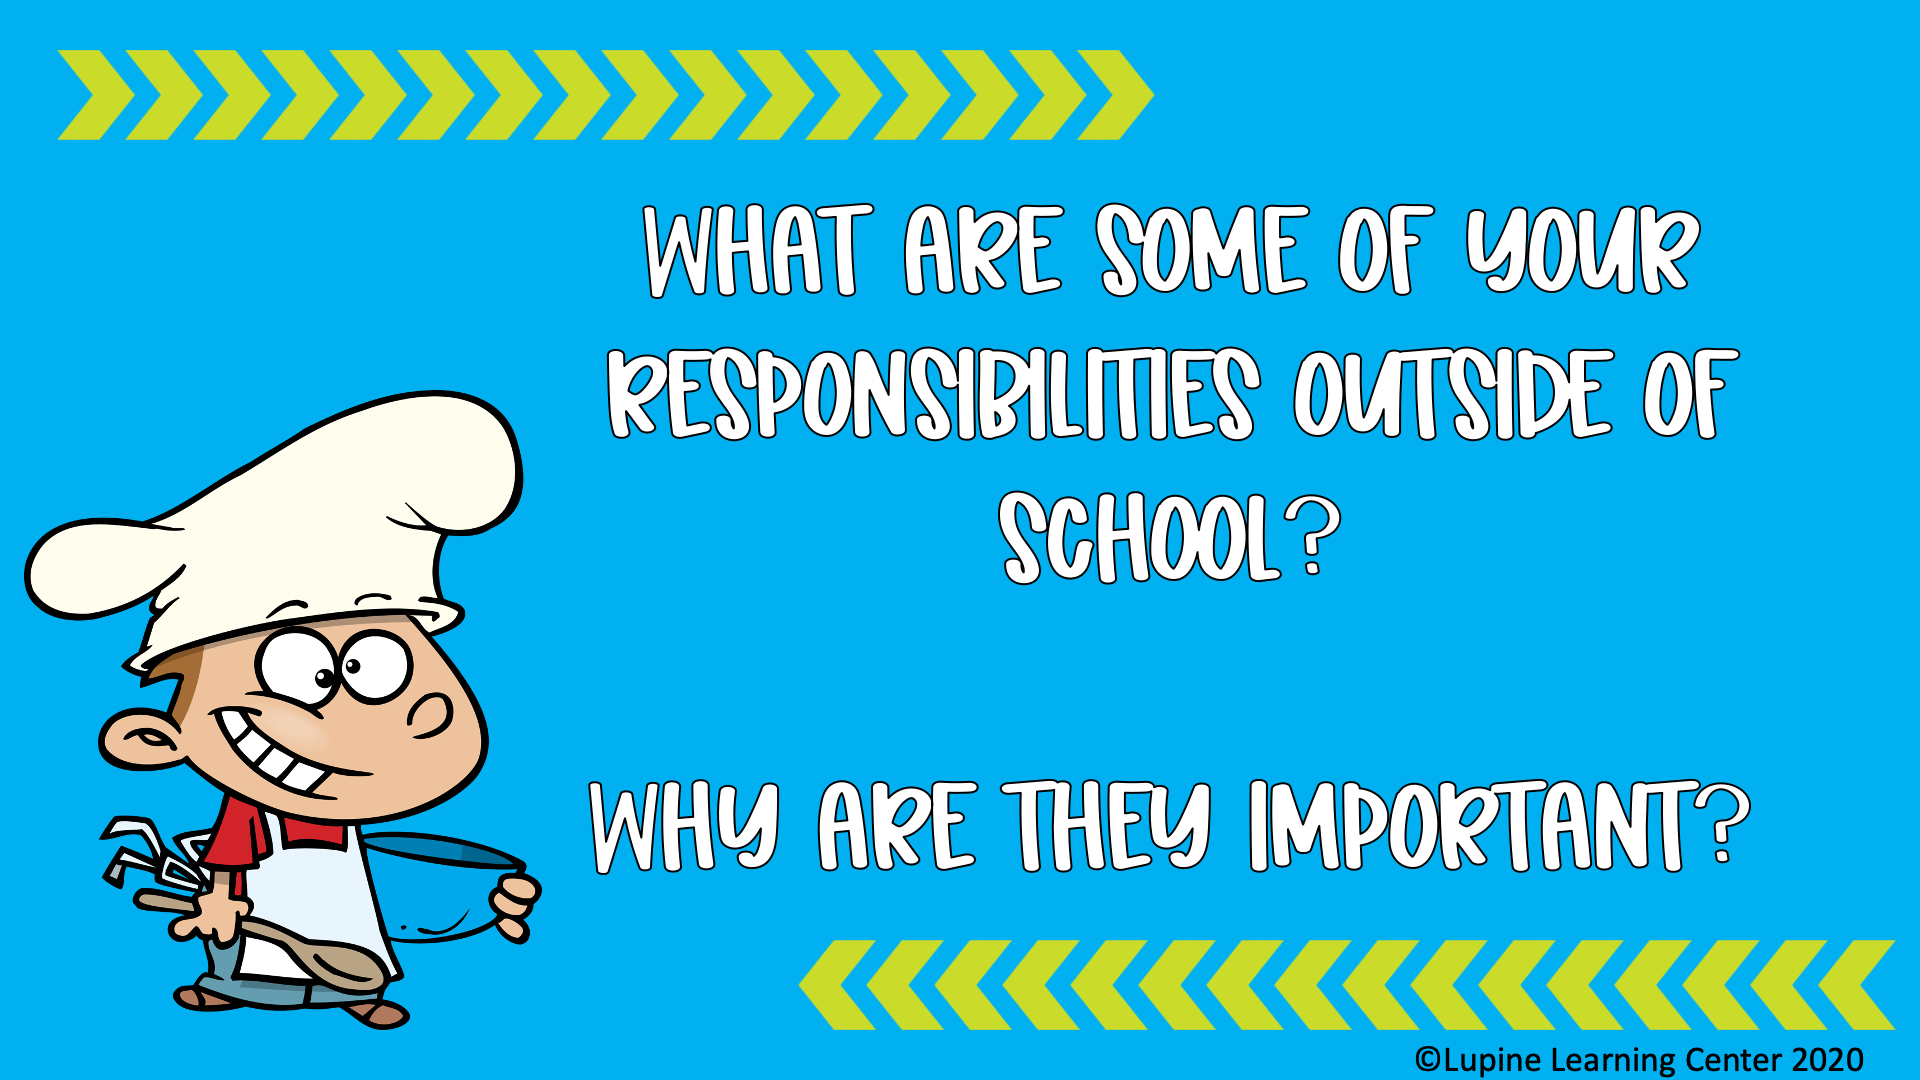 WHAT ARE SOME OF YOUR
RESPONSIBILITIES OUTSIDE OF
SCHOOL?
WHY ARE THEY IMPORTANT?
©Lupine Learning Center 2020